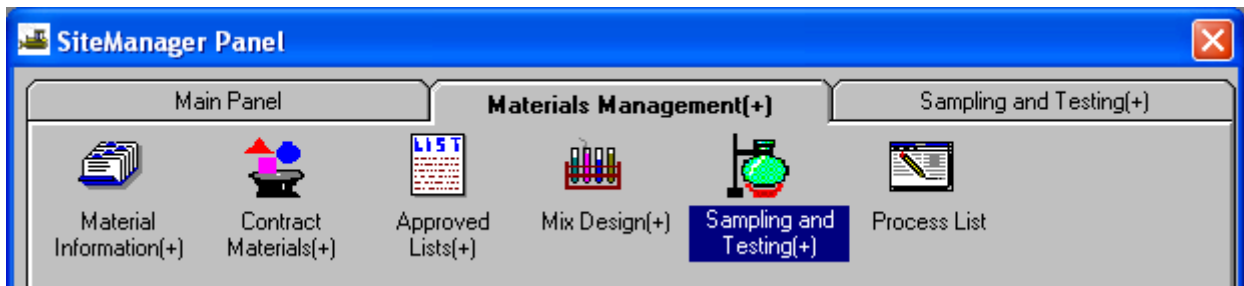 SiteManager Panel
Main Panel
Materials Management(+)
Sampling and Testing(+)
LIST
Material
Information(+)
Contract
Materials(+)
Approved
Lists(+)
Mix Design(+)
Sampling and
Testing(+)
Process List